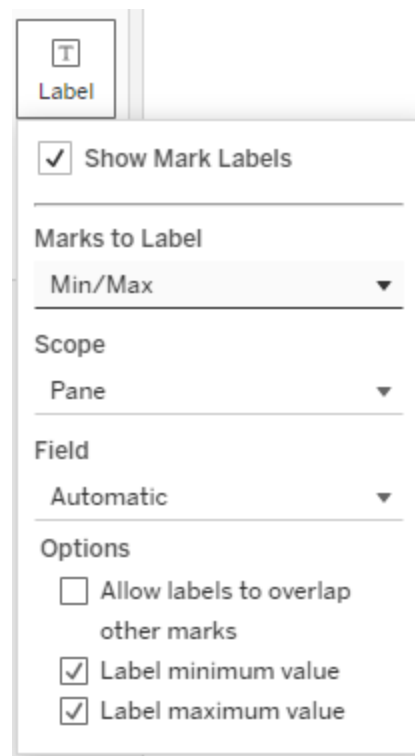 T
Label
Show Mark Labels
Marks to Label
Min/Max
Scope
Pane
Field
Automatic
Options
Allow labels to overlap
other marks
Label minimum value
Label maximum value